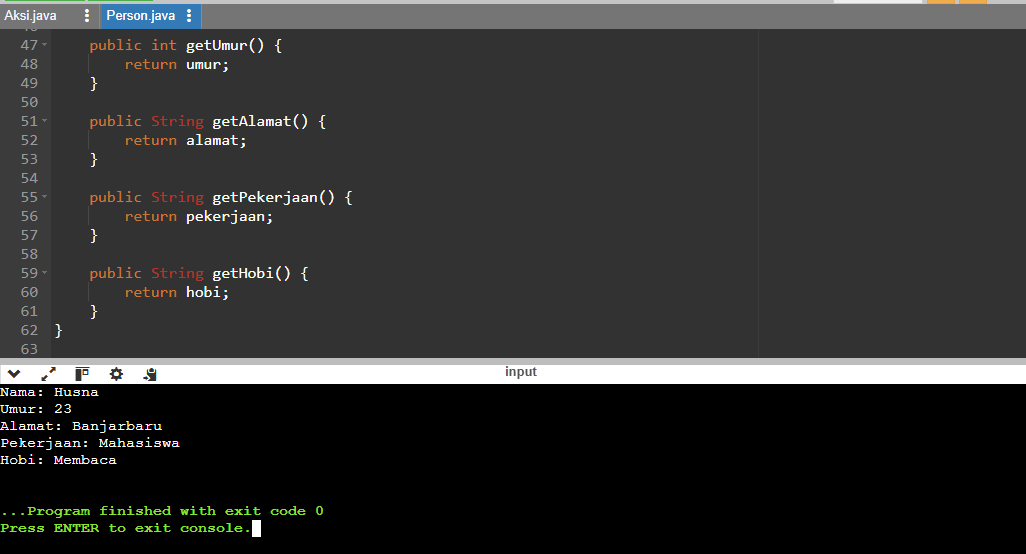 Aksi.java
Person.java
47 public int getUmur() {
48 return umur;
49 }
50
51 public String getAlamat() {
52 return alamat;
53 }
54
55 public String getPekerjaan() {
56 return pekerjaan;
57 }
58
59 public String getHobi() {
60 return hobi;
61 }
62 }
63
input
Nama: Husna
Umur: 23
Alamat: Banjarbaru
Pekerjaan: Mahasiswa
Hobi: Membaca
...Program finished with exit code 0
Press ENTER to exit console.